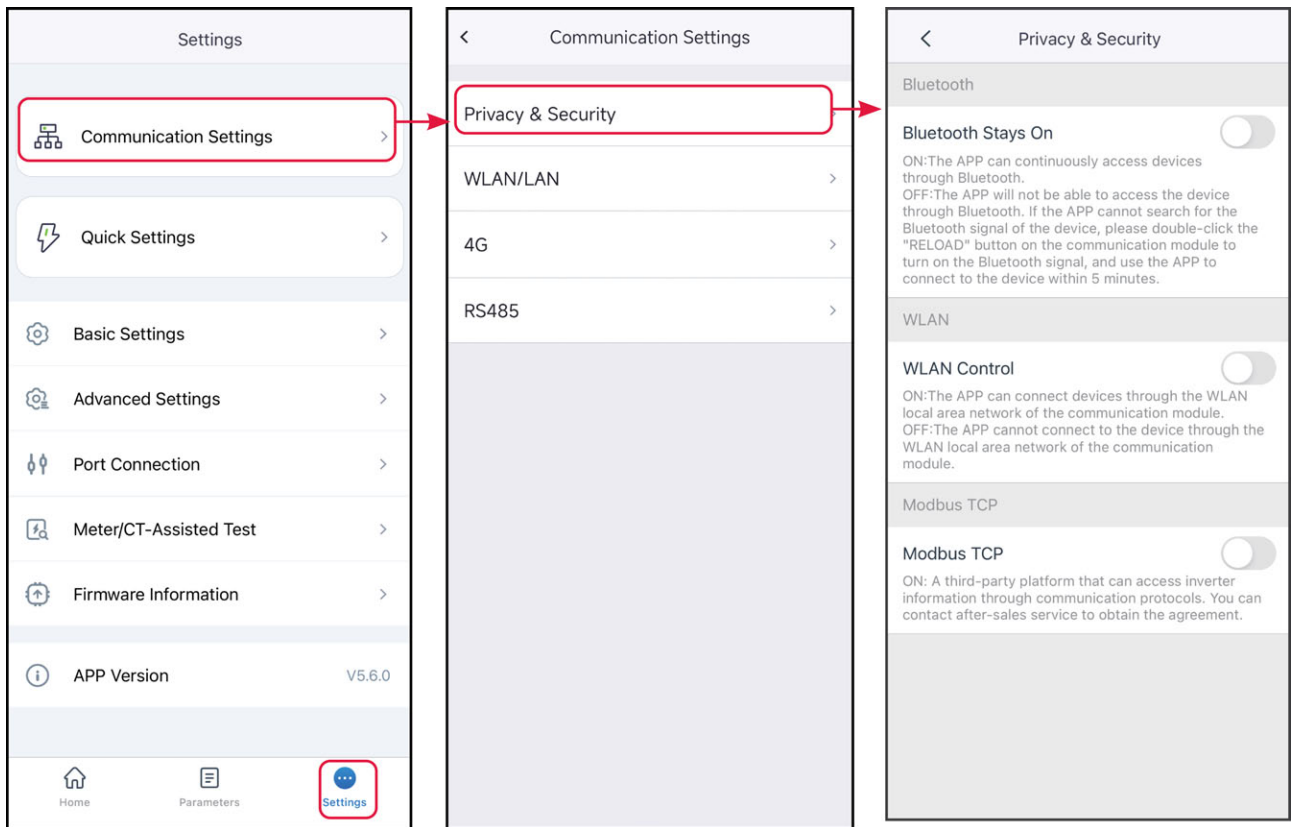 Settings
Communication Settings
Quick Settings
Basic Settings
Advanced Settings
Port Connection
Meter/CT-Assisted Test
Firmware Information
APP Version V5.6.0
Home Parameters Settings
Communication Settings
Privacy & Security
WLAN/LAN
4G
RS485
Privacy & Security
Bluetooth
Bluetooth Stays On
ON:The APP can continuously access devices
through Bluetooth.
OFF:The APP will not be able to access the device
through Bluetooth. If the APP cannot search for the
Bluetooth signal of the device, please double-click the
"RELOAD" button on the communication module to
turn on the Bluetooth signal, and use the APP to
connect to the device within 5 minutes.
WLAN
WLAN Control
ON:The APP can connect devices through the WLAN
local area network of the communication module.
OFF:The APP cannot connect to the device through the
WLAN local area network of the communication
module.
Modbus TCP
Modbus TCP
ON: A third-party platform that can access inverter
information through communication protocols. You can
contact after-sales service to obtain the agreement.